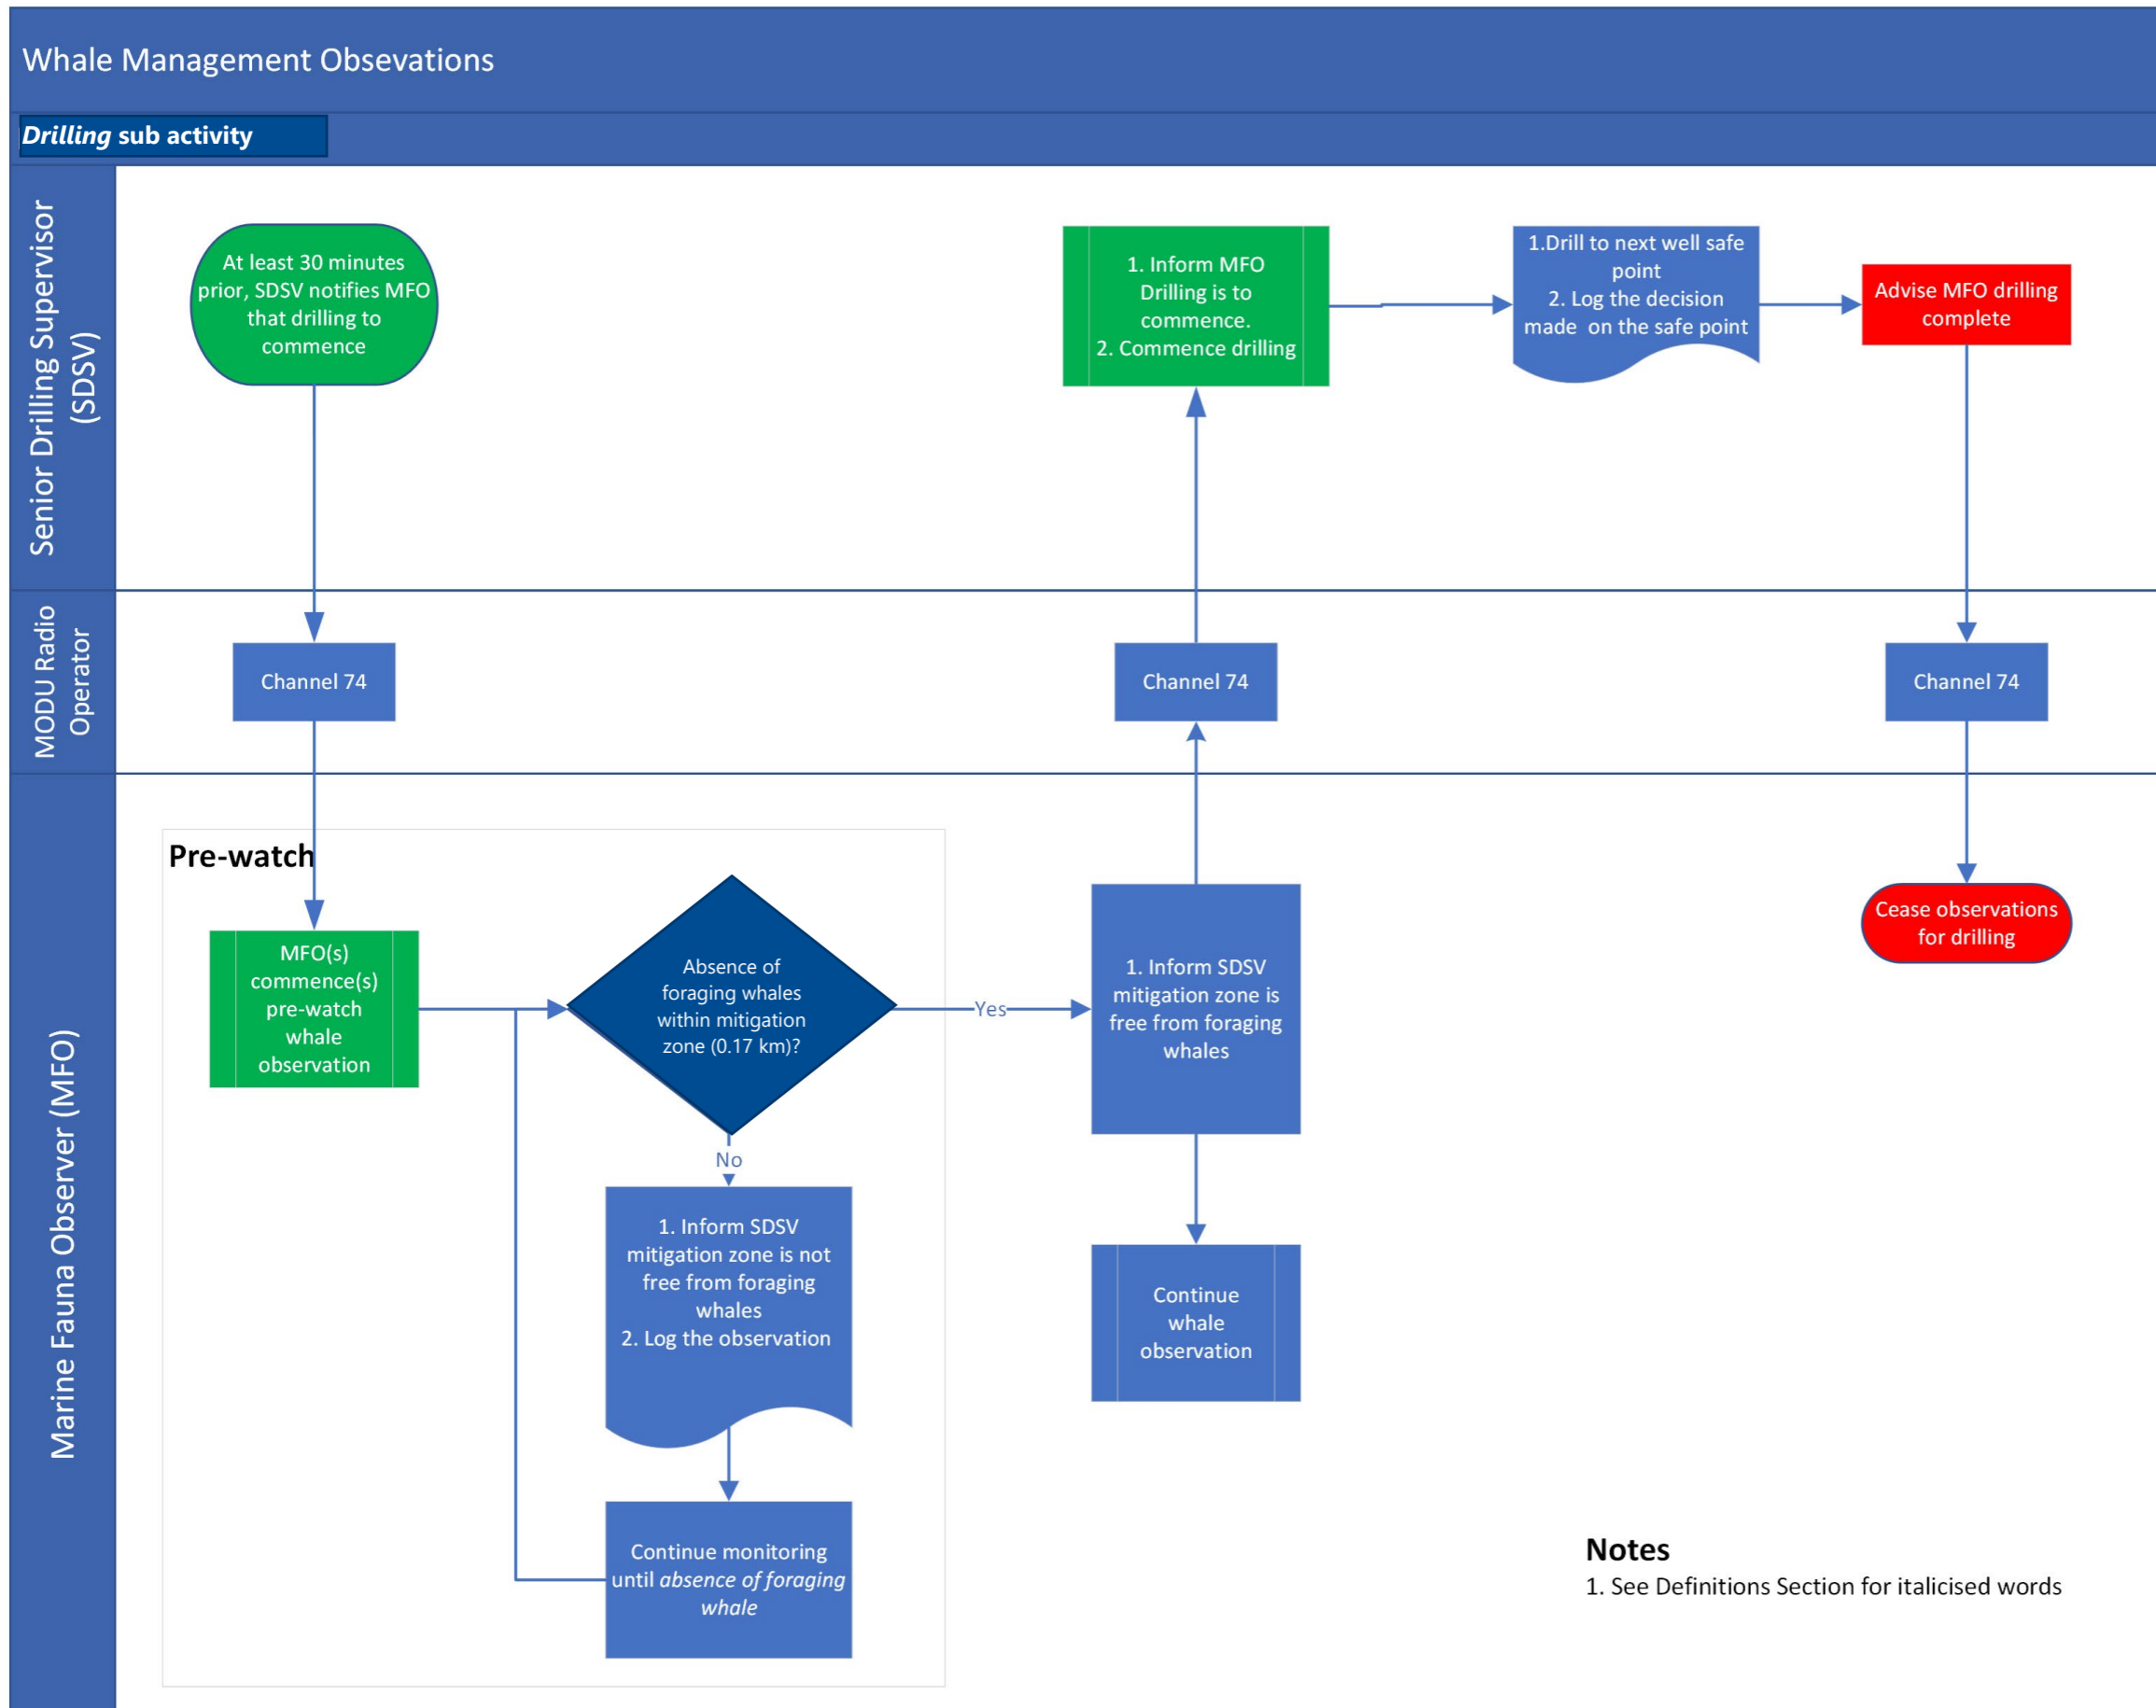 Whale Management Obsevations
Drilling sub activity
Senior Drilling Supervisor
(SDSV)
At least 30 minutes
prior, SDSV notifies MFO
that drilling to
commence
1. Inform MFO
Drilling is to
commence.
2. Commence drilling
1.Drill to next well safe
point
2. Log the decision
made on the safe point
Advise MFO drilling
complete
MODU Radio
Operator
Channel 74
Channel 74
Channel 74
Marine Fauna Observer (MFO)
Pre-watch
MFO(s)
commence(s)
pre-watch
whale
observation
Absence of
foraging whales
within mitigation
zone (0.17 km)?
Yes
No
1. Inform SDSV
mitigation zone is not
free from foraging
whales
2. Log the observation
Continue monitoring
until absence of foraging
whale
1. Inform SDSV
mitigation zone is
free from foraging
whales
Continue
whale
observation
Cease observations
for drilling
Notes
1. See Definitions Section for italicised words